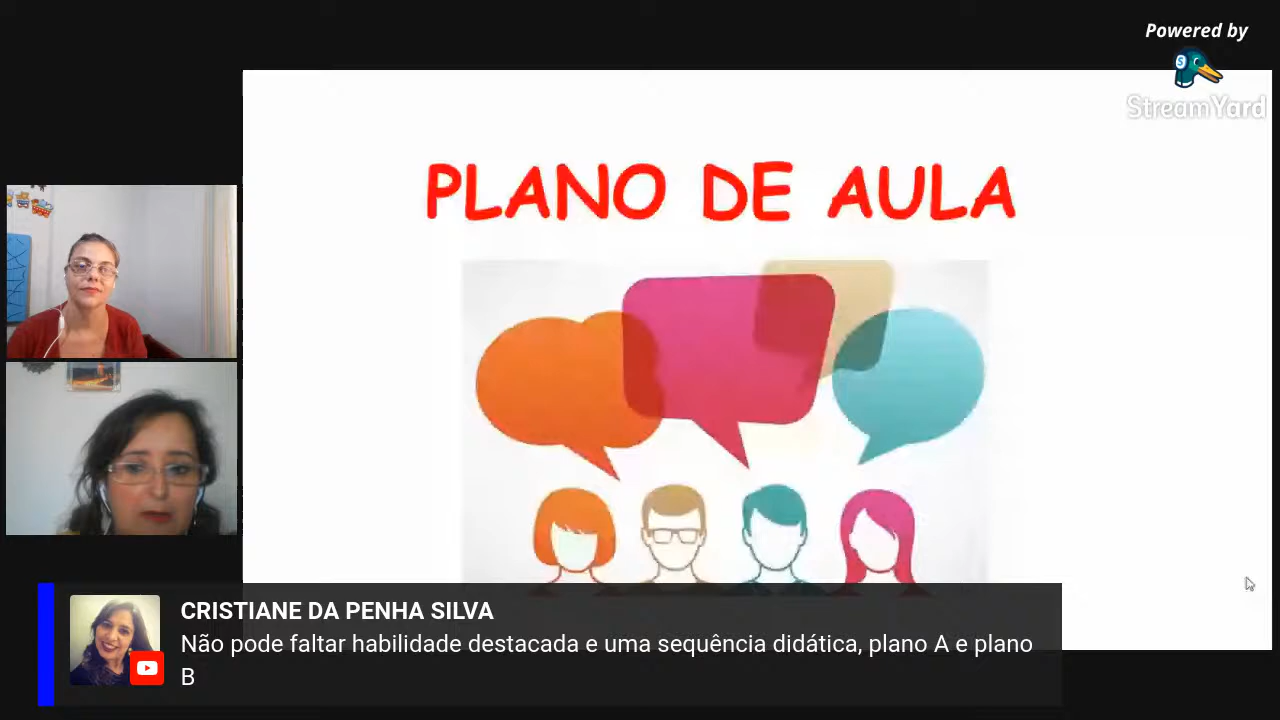 Powered by
StreamYard
PLANO DE AULA
CRISTIANE DA PENHA SILVA
Não pode faltar habilidade destacada e uma sequência didática, plano A e plano
B